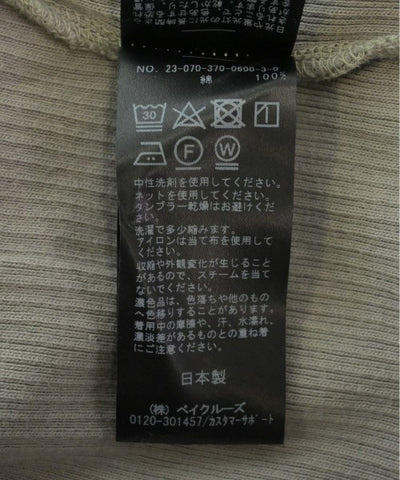 NO. 23-070-370-0600-3-0
綿 100%
30
F
W
中性洗剤を使用してください。
ネットを使用してください。
タンブラー乾燥はお避けください。
洗濯で多少縮みます。
アイロンは当て布を使用して下さい。
収縮や外観変化が生じること
があるので、スチームを当て
ないでください。
濃色品は、色落ちや他のもの
へ色移りすることがあります。
着用中の摩擦や、汗、水濡れ、
濃淡差があるものとの重ね着
にご注意ください。
日本製
(株) ベイクルーズ
0120-301457/カスタマーサポート